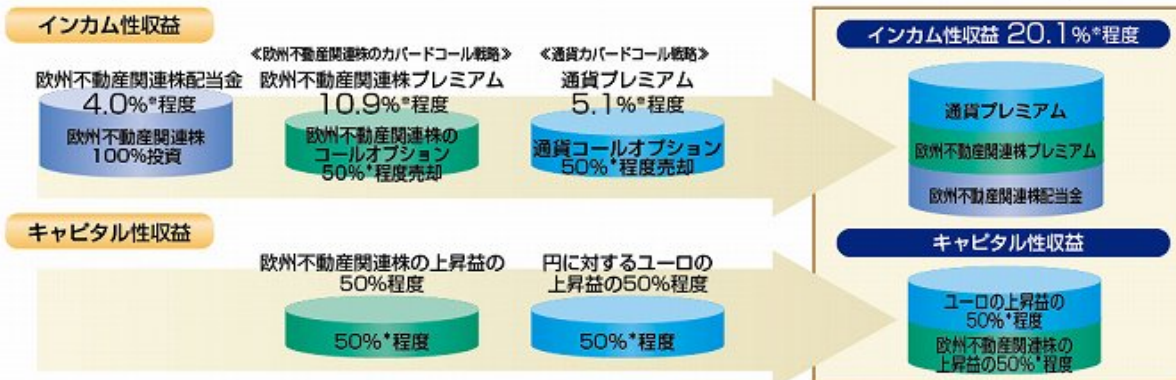 インカム性収益
欧州不動産関連株配当金
4.0%*程度
欧州不動産関連株
100%投資
≪欧州不動産関連株のカバードコール戦略≫
欧州不動産関連株プレミアム
10.9%*程度
欧州不動産関連株の
コールオプション
50%*程度売却
≪通貨カバードコール戦略≫
通貨プレミアム
5.1%*程度
通貨コールオプション
50%*程度売却
インカム性収益 20.1%*程度
通貨プレミアム
欧州不動産関連株プレミアム
欧州不動産関連株配当金
キャピタル性収益
欧州不動産関連株の上昇益の
50%程度
50%*程度
円に対するユーロの
上昇益の50%程度
50%*程度
キャピタル性収益
ユーロの上昇益の
50%*程度
欧州不動産関連株の
上昇益の50%*程度